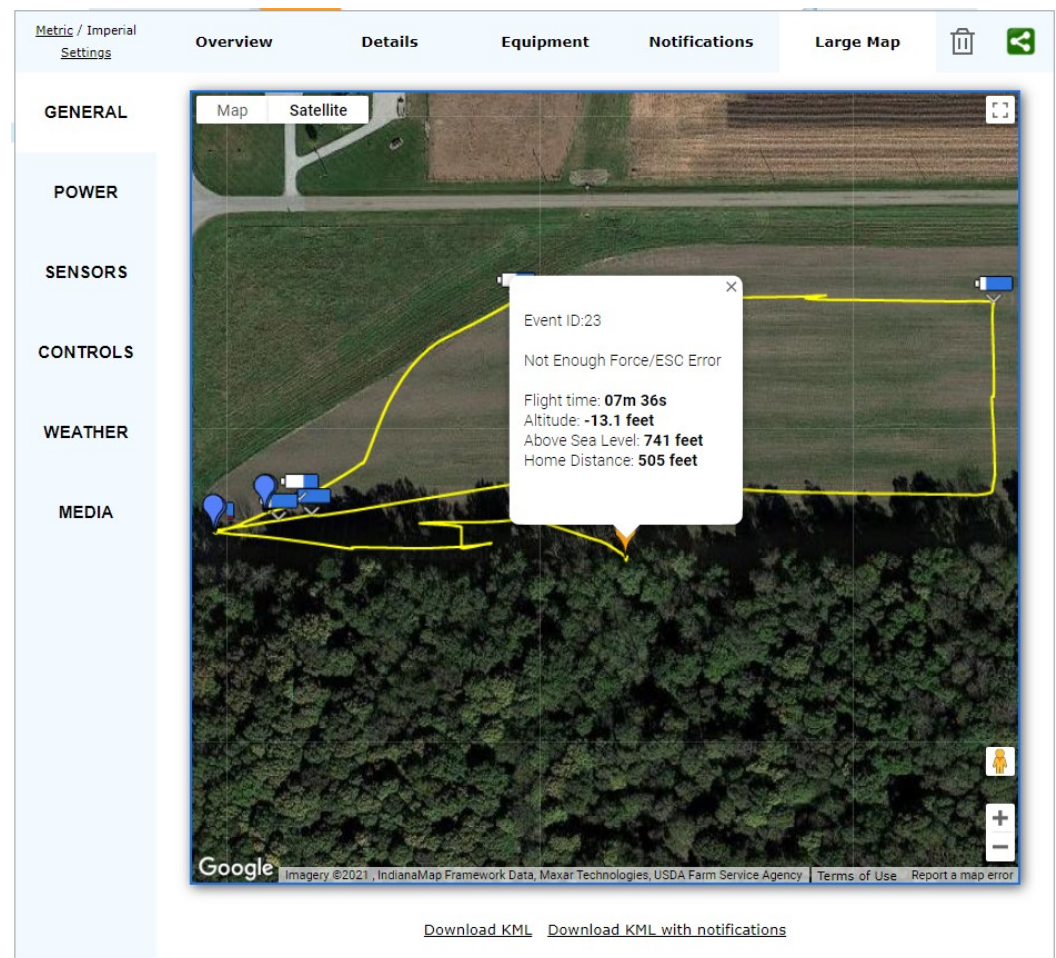 Metric / Imperial
Settings
Overview
Details
Equipment
Notifications
Large Map
GENERAL
POWER
SENSORS
CONTROLS
WEATHER
MEDIA
Map
Satellite
Event ID:23
Not Enough Force/ESC Error
Flight time: 07m 36s
Altitude: -13.1 feet
Above Sea Level: 741 feet
Home Distance: 505 feet
Google
Imagery ©2021 , IndianaMap Framework Data, Maxar Technologies, USDA Farm Service Agency
Terms of Use
Report a map error
Download KML
Download KML with notifications